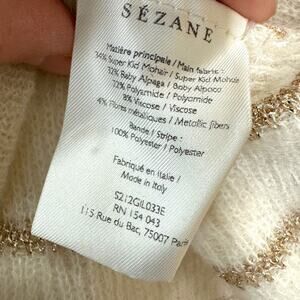 SÉZANE
Matière principale / Main fabric :
34% Super Kid Mohair / Super Kid Mohair
32% Baby Alpaga / Baby Alpaca
22% Polyamide / Polyamide
8% Viscose / Viscose
4% Fibres métalliques / Metallic fibers
Bande / Stripe :
100% Polyester / Polyester
Fabriqué en Italie /
Made in Italy
S212GIL033E
RN 154 043
115 Rue du Bac, 75007 Paris